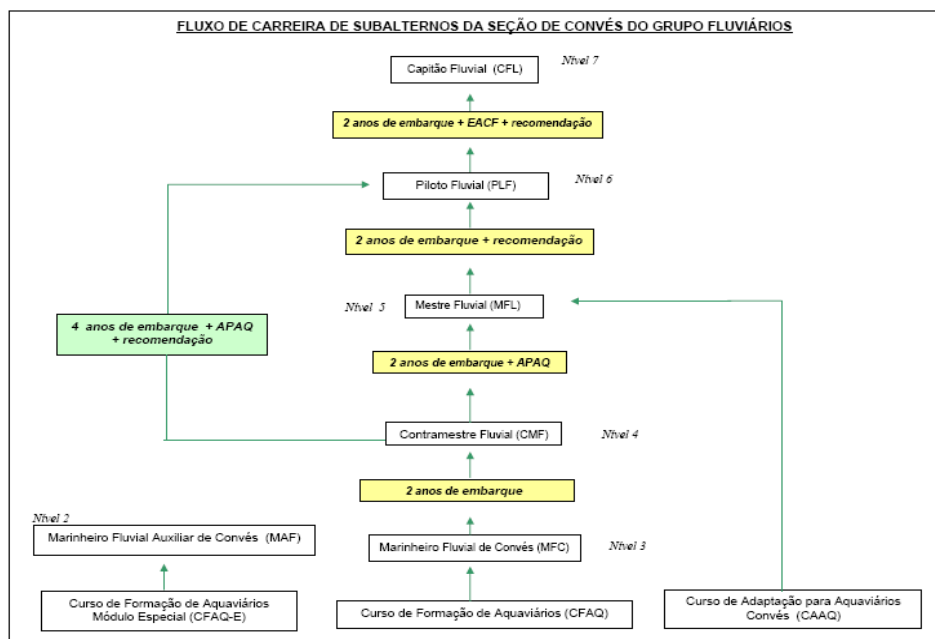 FLUXO DE CARREIRA DE SUBALTERNOS DA SEÇÃO DE CONVÉS DO GRUPO FLUVIÁRIOS
Capitão Fluvial (CFL)
Nível 7
2 anos de embarque + EACF + recomendação
Piloto Fluvial (PLF)
Nível 6
2 anos de embarque + recomendação
Nível 5
Mestre Fluvial (MFL)
4 anos de embarque + APAQ
+ recomendação
2 anos de embarque + APAQ
Contramestre Fluvial (CMF)
Nível 4
2 anos de embarque
Nível 2
Marinheiro Fluvial Auxiliar de Convés (MAF)
Marinheiro Fluvial de Convés (MFC)
Nível 3
Curso de Formação de Aquaviários
Módulo Especial (CFAQ-E)
Curso de Formação de Aquaviários (CFAQ)
Curso de Adaptação para Aquaviários
Convés (CAAQ)